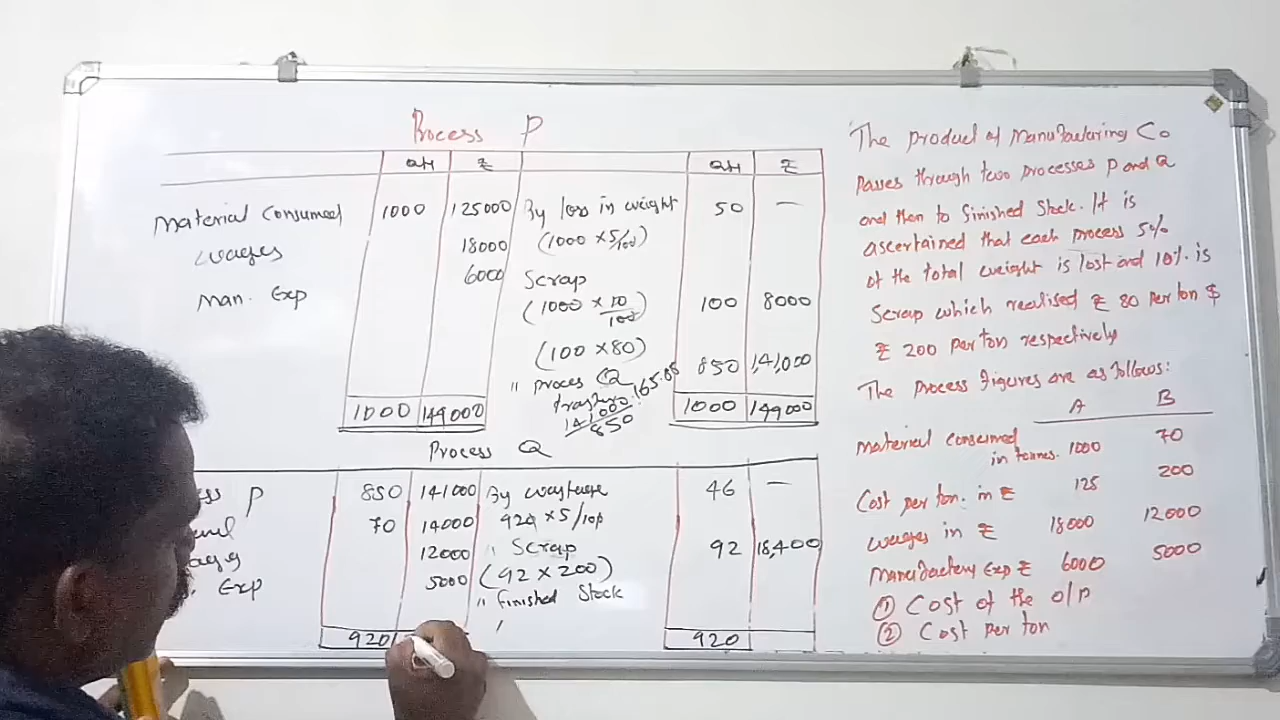 Process P
Qty ₹ Qty ₹
Material Consumed 1000 125000 By loss in weight 50 —
Wages 18000 (1000 × 5/100)
Man. Exp 6000 Scrap
(1000 × 10/100) 100 8000
(100 × 80)
" proces Q 850 1,41,000
transfer 165.88
141000/850
1000 149000 1000 149000
Process Q
ss P 850 141000 By wastage 46 —
70 14000 920 × 5/100
12000 " Scrap 92 18,400
Exp 5000 (92 × 200)
" finished Stock
"
920 920
The product of Manufacturing Co
Passes through two processes P and Q
and then to finished Stock. It is
ascertained that each process 5%
of the total weight is lost and 10% is
Scrap which realised ₹ 80 per ton $
₹ 200 per ton respectively
The process figures are as follows:
A B
Material Consumed
in tonnes. 1000 70
Cost per ton. in ₹ 125 200
Wages in ₹ 18000 12000
Manufactery Exp ₹ 6000 5000
① Cost of the o/p
② Cost per ton